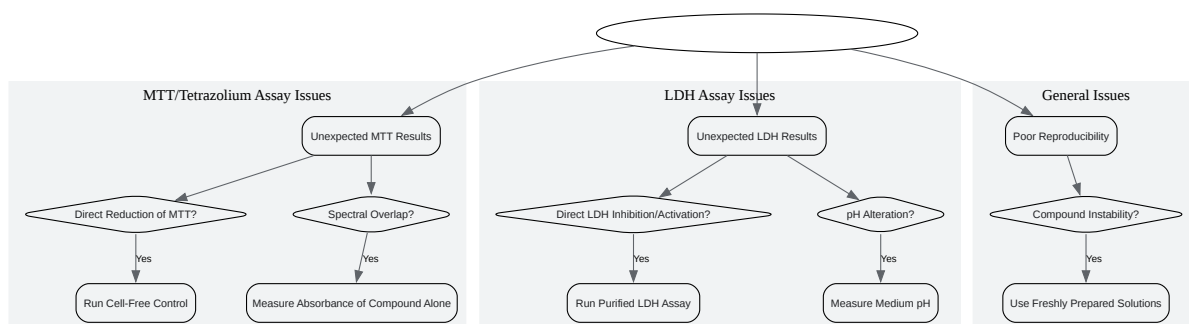 MTT/Tetrazolium Assay Issues
LDH Assay Issues
General Issues
Unexpected MTT Results
Unexpected LDH Results
Poor Reproducibility
Direct Reduction of MTT?
Spectral Overlap?
Direct LDH Inhibition/Activation?
pH Alteration?
Compound Instability?
Yes
Yes
Yes
Yes
Yes
Run Cell-Free Control
Measure Absorbance of Compound Alone
Run Purified LDH Assay
Measure Medium pH
Use Freshly Prepared Solutions